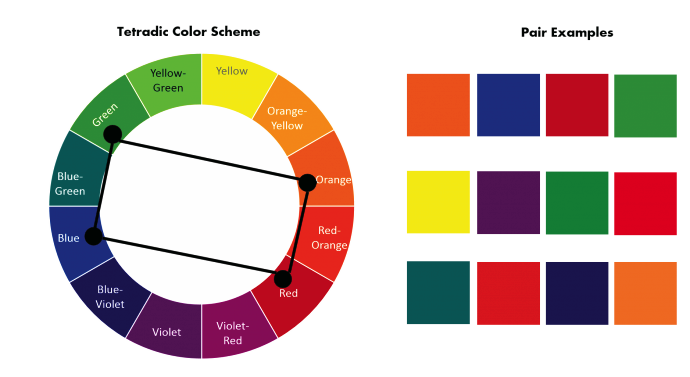 Tetradic Color Scheme
Pair Examples
Yellow-
Green
Yellow
Green
Orange-
Yellow
Blue-
Green
Orange
Blue
Red-
Orange
Blue-
Violet
Red
Violet
Violet-
Red